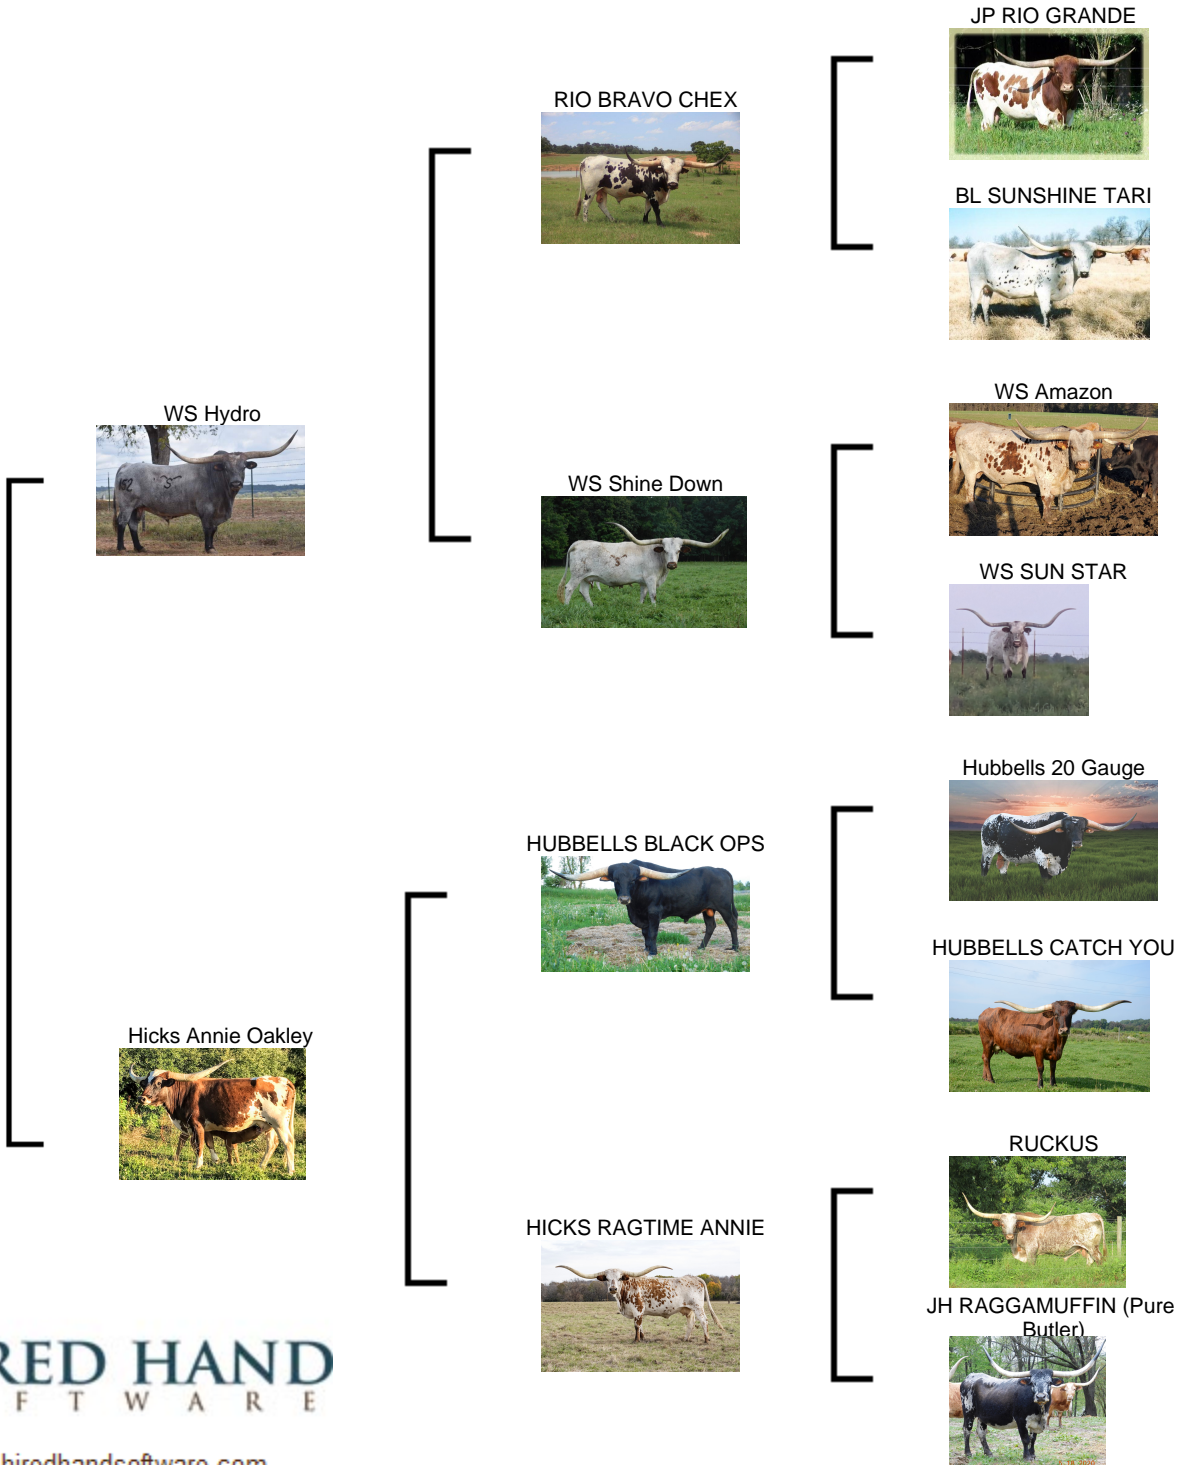 JP RIO GRANDE
RIO BRAVO CHEX
BL SUNSHINE TARI
WS Amazon
WS Hydro
WS Shine Down
WS SUN STAR
Hubbells 20 Gauge
HUBBELLS BLACK OPS
HUBBELLS CATCH YOU
Hicks Annie Oakley
RUCKUS
HICKS RAGTIME ANNIE
JH RAGGAMUFFIN (Pure
Butler)
RED HAND
F T W A R E
hiredhandsoftware.com